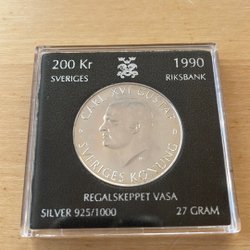 200 Kr 1990
SVERIGES RIKSBANK
CARL XVI GUSTAF
SVERIGES KONUNG
REGALSKEPPET VASA
SILVER 925/1000 27 GRAM